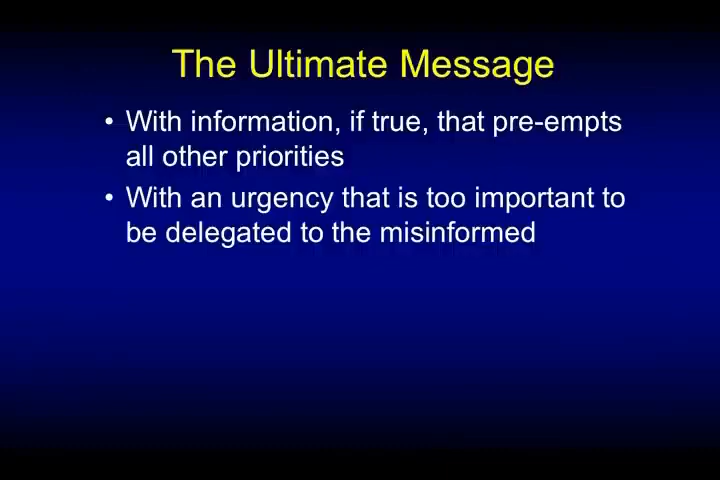 The Ultimate Message
• With information, if true, that pre-empts
all other priorities
• With an urgency that is too important to
be delegated to the misinformed